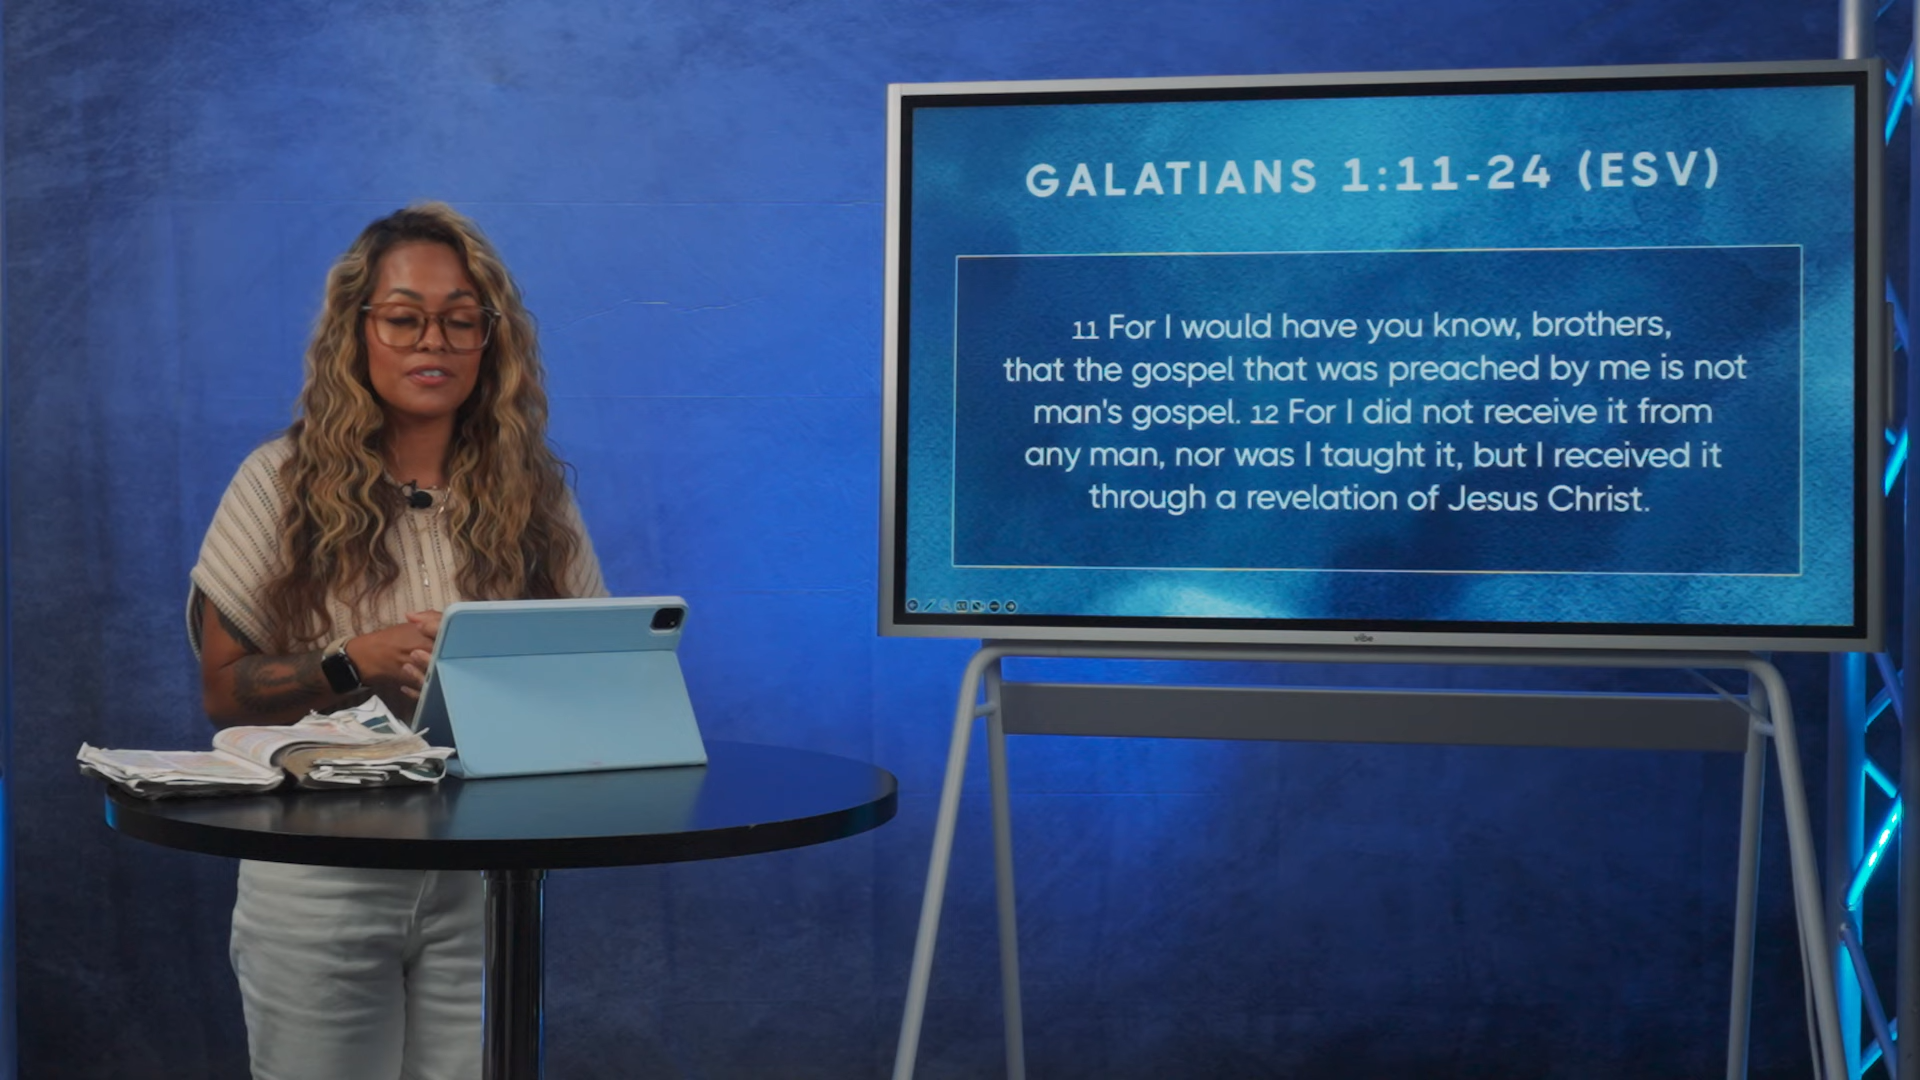 GALATIANS 1:11-24 (ESV)
11 For I would have you know, brothers,
that the gospel that was preached by me is not
man's gospel. 12 For I did not receive it from
any man, nor was I taught it, but I received it
through a revelation of Jesus Christ.
vibe